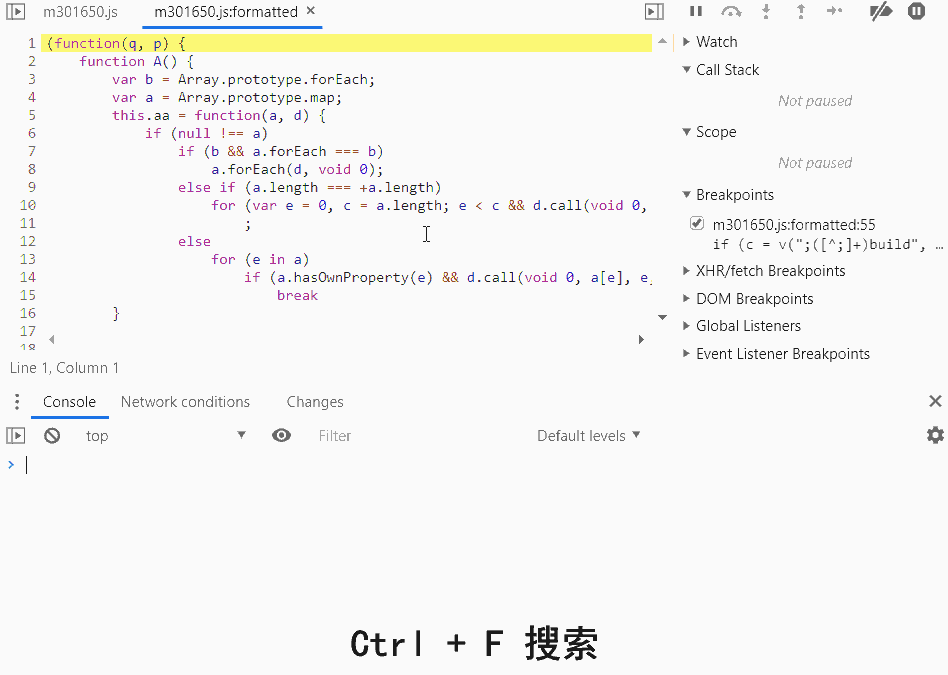 m301650.js m301650.js:formatted ×
1 (function(q, p) {
2 function A() {
3 var b = Array.prototype.forEach;
4 var a = Array.prototype.map;
5 this.aa = function(a, d) {
6 if (null !== a)
7 if (b && a.forEach === b)
8 a.forEach(d, void 0);
9 else if (a.length === +a.length)
10 for (var e = 0, c = a.length; e < c && d.call(void 0,
11 ;
12 else
13 for (e in a)
14 if (a.hasOwnProperty(e) && d.call(void 0, a[e], e
15 break
16 }
17
18
Line 1, Column 1
Watch
Call Stack
Not paused
Scope
Not paused
Breakpoints
m301650.js:formatted:55
if (c = v(";([^;]+)build", …
XHR/fetch Breakpoints
DOM Breakpoints
Global Listeners
Event Listener Breakpoints
Console Network conditions Changes
top Filter Default levels
>
Ctrl + F 搜索